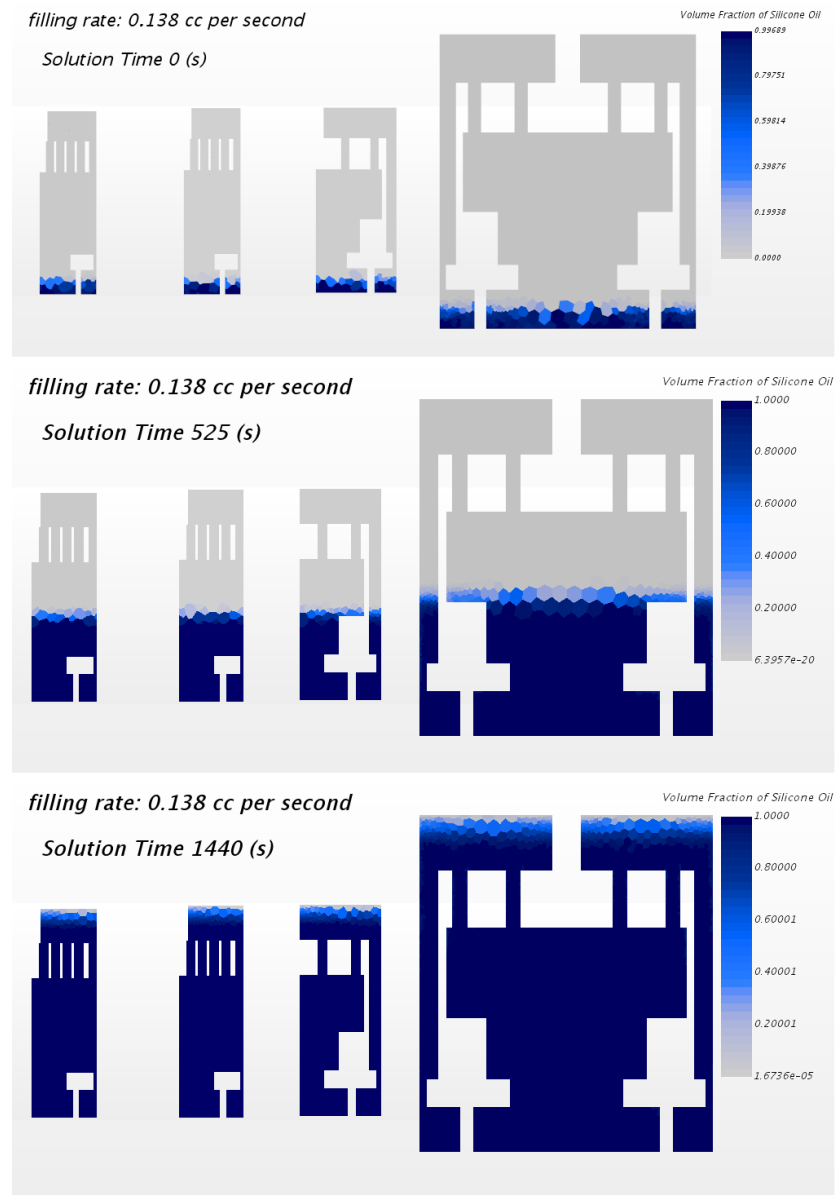 filling rate: 0.138 cc per second
Solution Time 0 (s)
Volume Fraction of Silicone Oil
0.99689
0.79751
0.59814
0.39876
0.19938
0.0000
filling rate: 0.138 cc per second
Solution Time 525 (s)
Volume Fraction of Silicone Oil
1.0000
0.80000
0.60000
0.40000
0.20000
6.3957e-20
filling rate: 0.138 cc per second
Solution Time 1440 (s)
Volume Fraction of Silicone Oil
1.0000
0.80000
0.60001
0.40001
0.20001
1.6736e-05